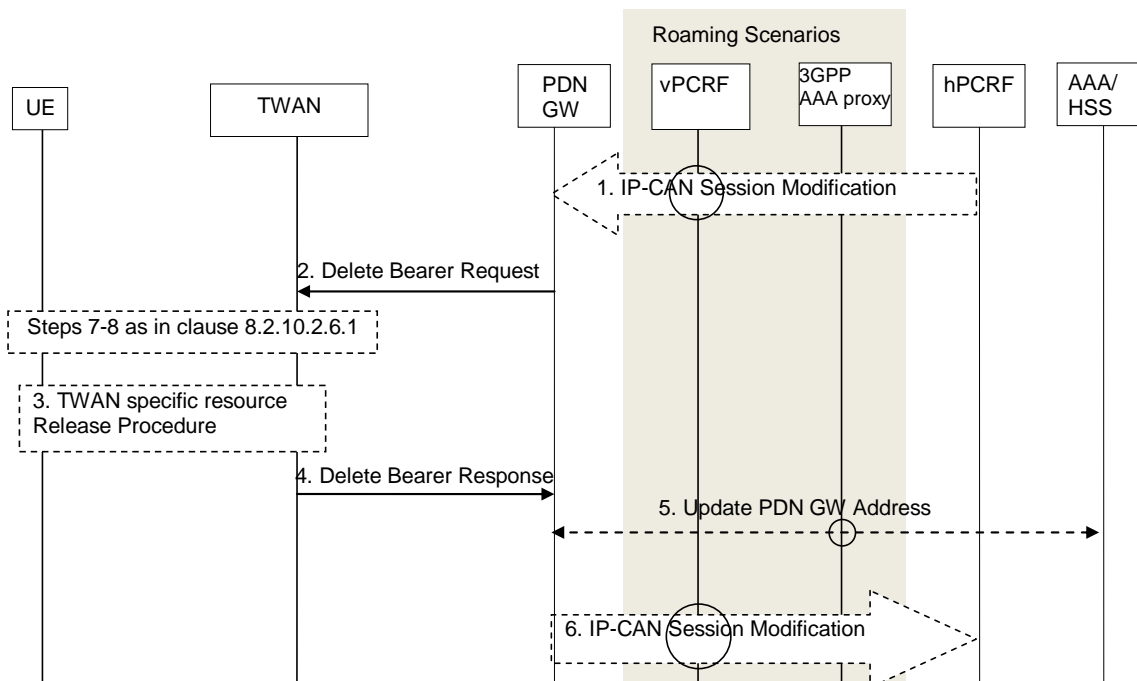 Roaming Scenarios
UE
TWAN
PDN
GW
vPCRF
3GPP
AAA proxy
hPCRF
AAA/
HSS
1. IP-CAN Session Modification
2. Delete Bearer Request
Steps 7-8 as in clause 8.2.10.2.6.1
3. TWAN specific resource
Release Procedure
4. Delete Bearer Response
5. Update PDN GW Address
6. IP-CAN Session Modification